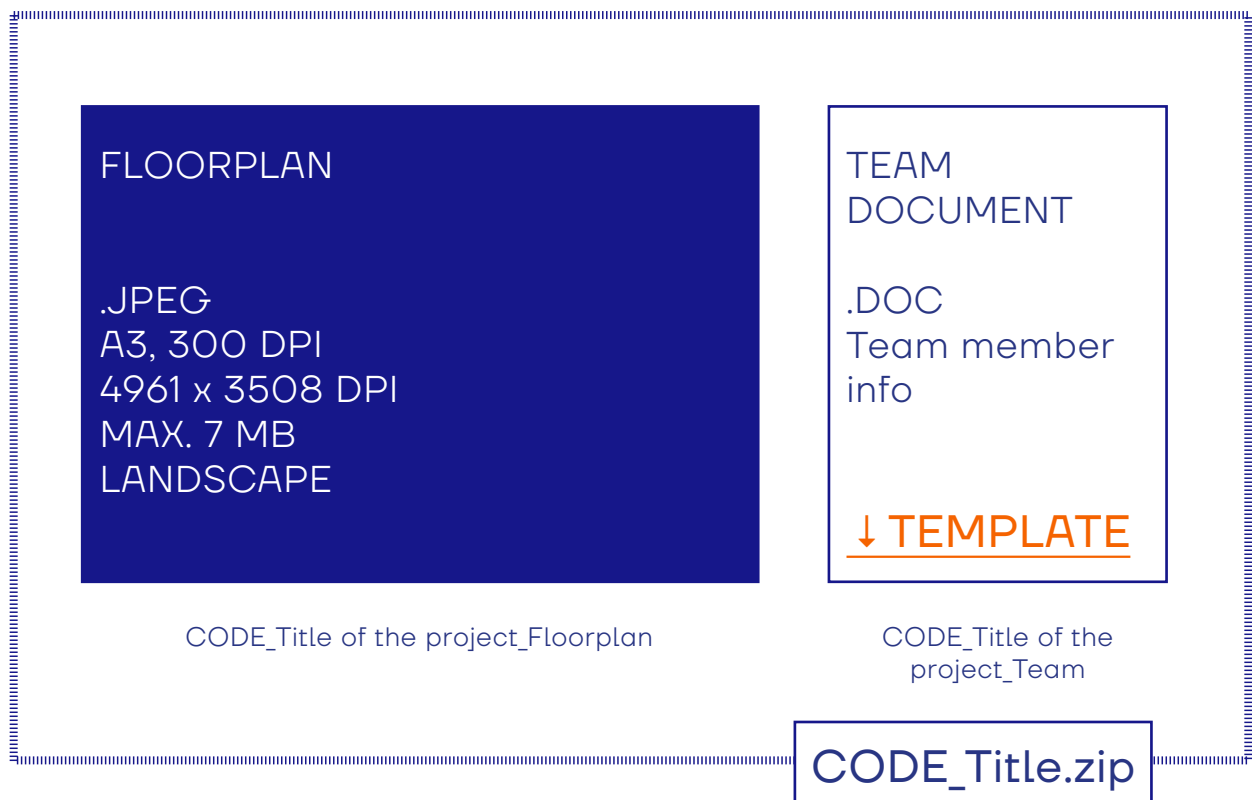 FLOORPLAN
.JPEG
A3, 300 DPI
4961 x 3508 DPI
MAX. 7 MB
LANDSCAPE
CODE_Title of the project_Floorplan
TEAM
DOCUMENT
.DOC
Team member
info
↓ TEMPLATE
CODE_Title of the
project_Team
CODE_Title.zip